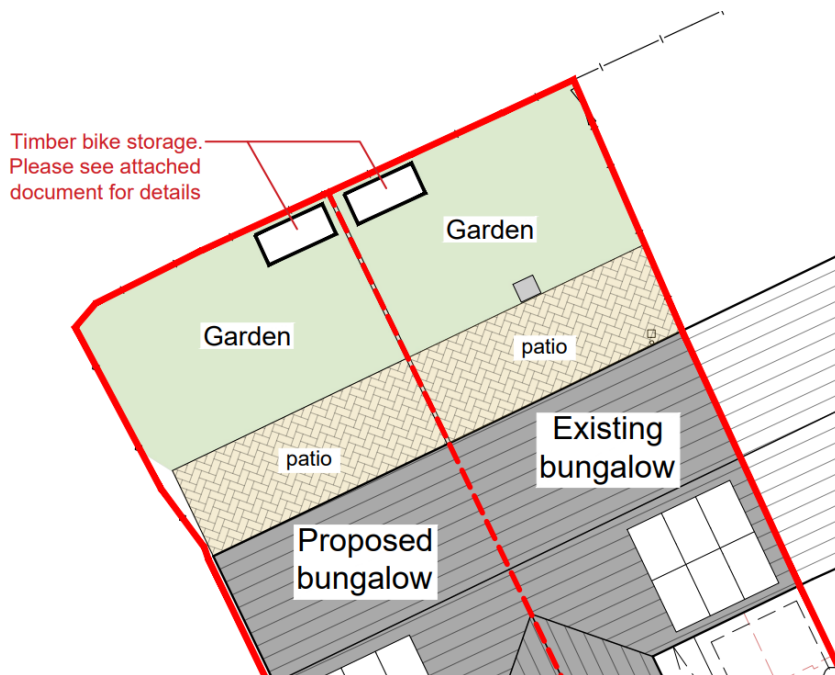 Timber bike storage.
Please see attached
document for details
Garden
Garden
patio
patio
Existing
bungalow
Proposed
bungalow